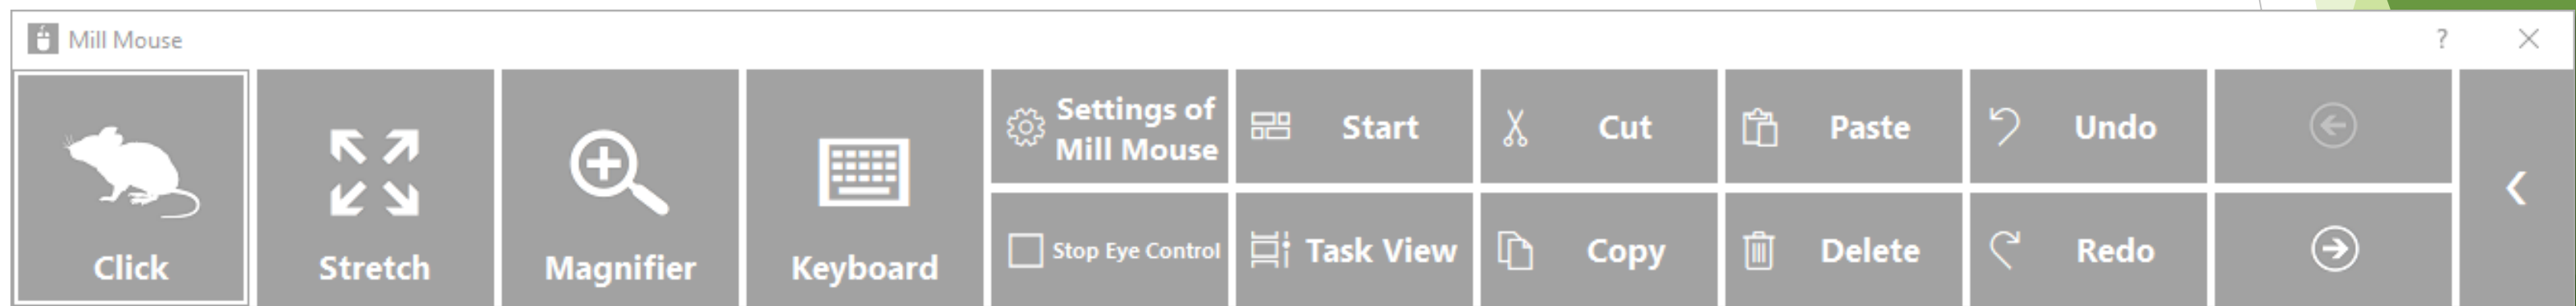 Mill Mouse
?
Click
Stretch
Magnifier
Keyboard
Settings of
Mill Mouse
Start
Cut
Paste
Undo
Stop Eye Control
Task View
Copy
Delete
Redo